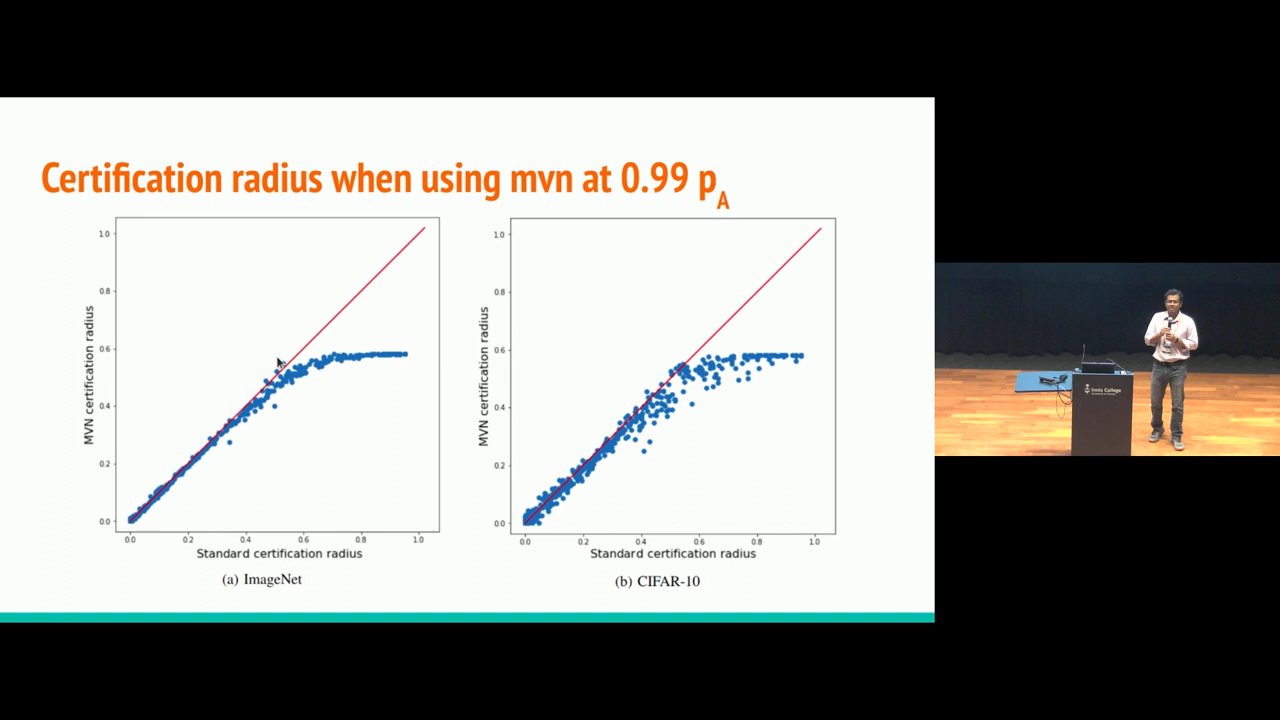 Certification radius when using mvn at 0.99 pA
1.0
0.8
0.6
0.4
0.2
0.0
MVN certification radius
0.0 0.2 0.4 0.6 0.8 1.0
Standard certification radius
(a) ImageNet
1.0
0.8
0.6
0.4
0.2
0.0
MVN certification radius
0.0 0.2 0.4 0.6 0.8 1.0
Standard certification radius
(b) CIFAR-10
Innis College